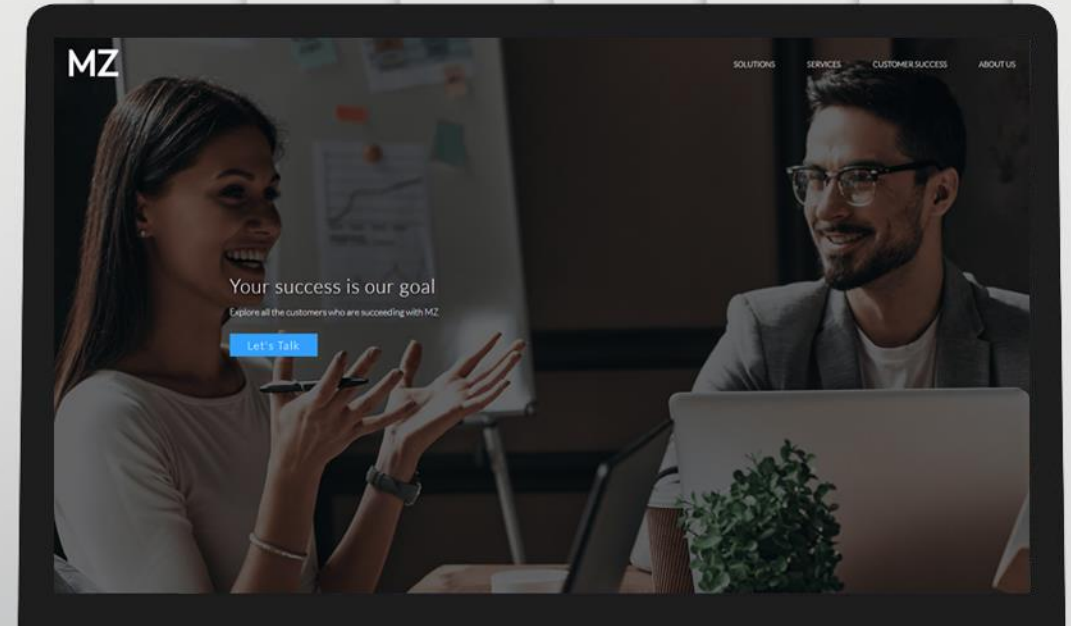 MZ
SOLUTIONS SERVICES CUSTOMER SUCCESS ABOUT US
Your success is our goal
Explore all the customers who are succeeding with MZ
Let's Talk